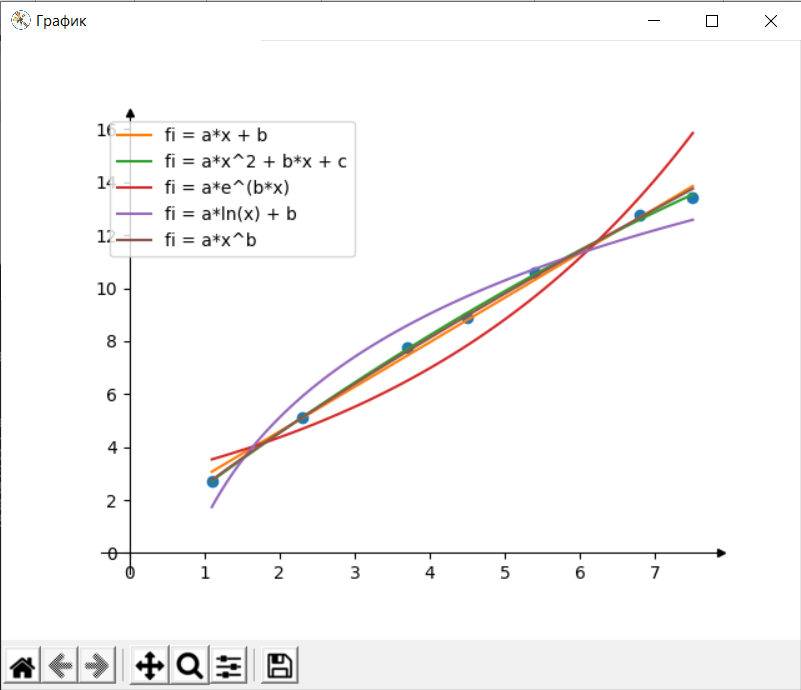 График
16
fi = a*x + b
fi = a*x^2 + b*x + c
14
fi = a*e^(b*x)
fi = a*ln(x) + b
12
fi = a*x^b
10
8
6
4
2
0
0 1 2 3 4 5 6 7